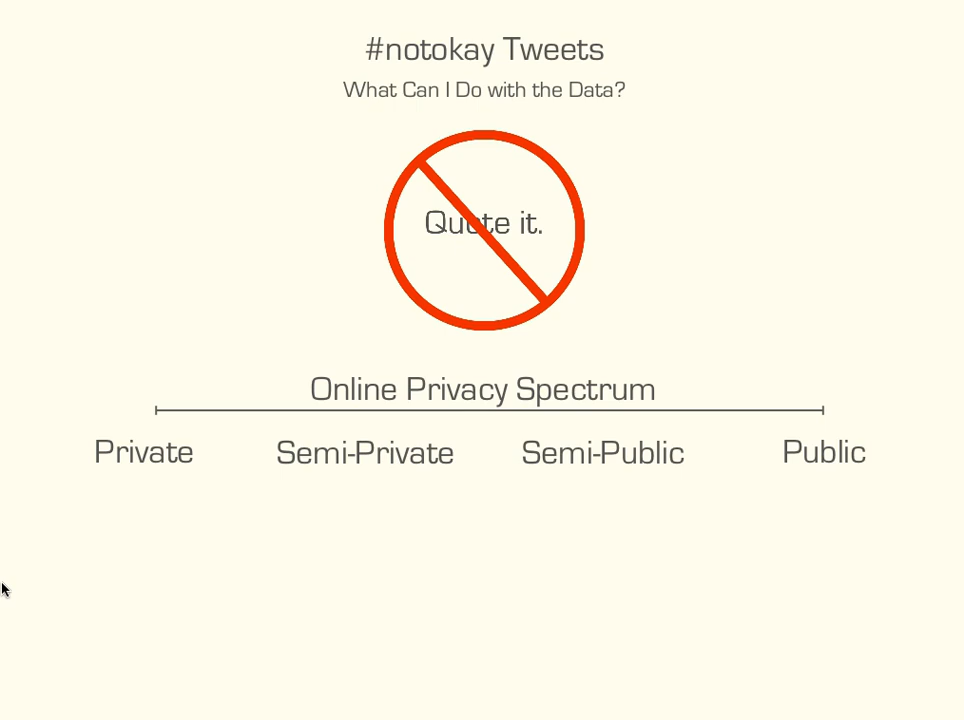 #notokay Tweets
What Can I Do with the Data?
Quote it.
Online Privacy Spectrum
Private Semi-Private Semi-Public Public